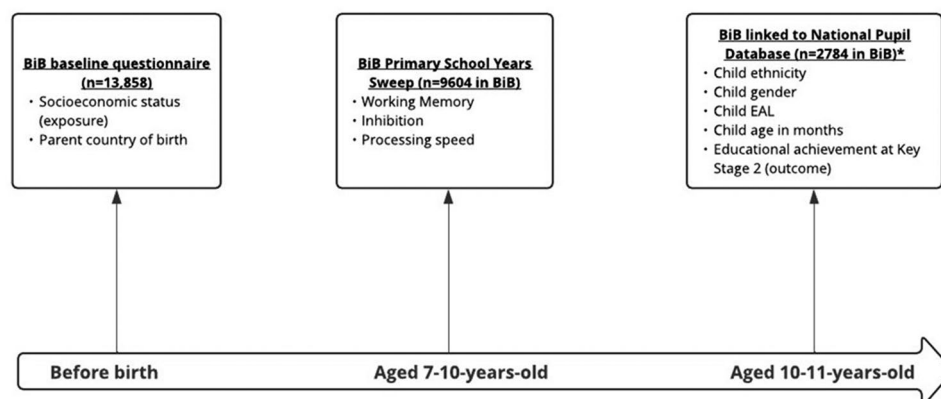 BiB baseline questionnaire
(n=13,858)
· Socioeconomic status
(exposure)
· Parent country of birth
BiB Primary School Years
Sweep (n=9604 in BiB)
· Working Memory
· Inhibition
· Processing speed
BiB linked to National Pupil
Database (n=2784 in BiB)*
· Child ethnicity
· Child gender
· Child EAL
· Child age in months
· Educational achievement at Key
Stage 2 (outcome)
Before birth
Aged 7-10-years-old
Aged 10-11-years-old